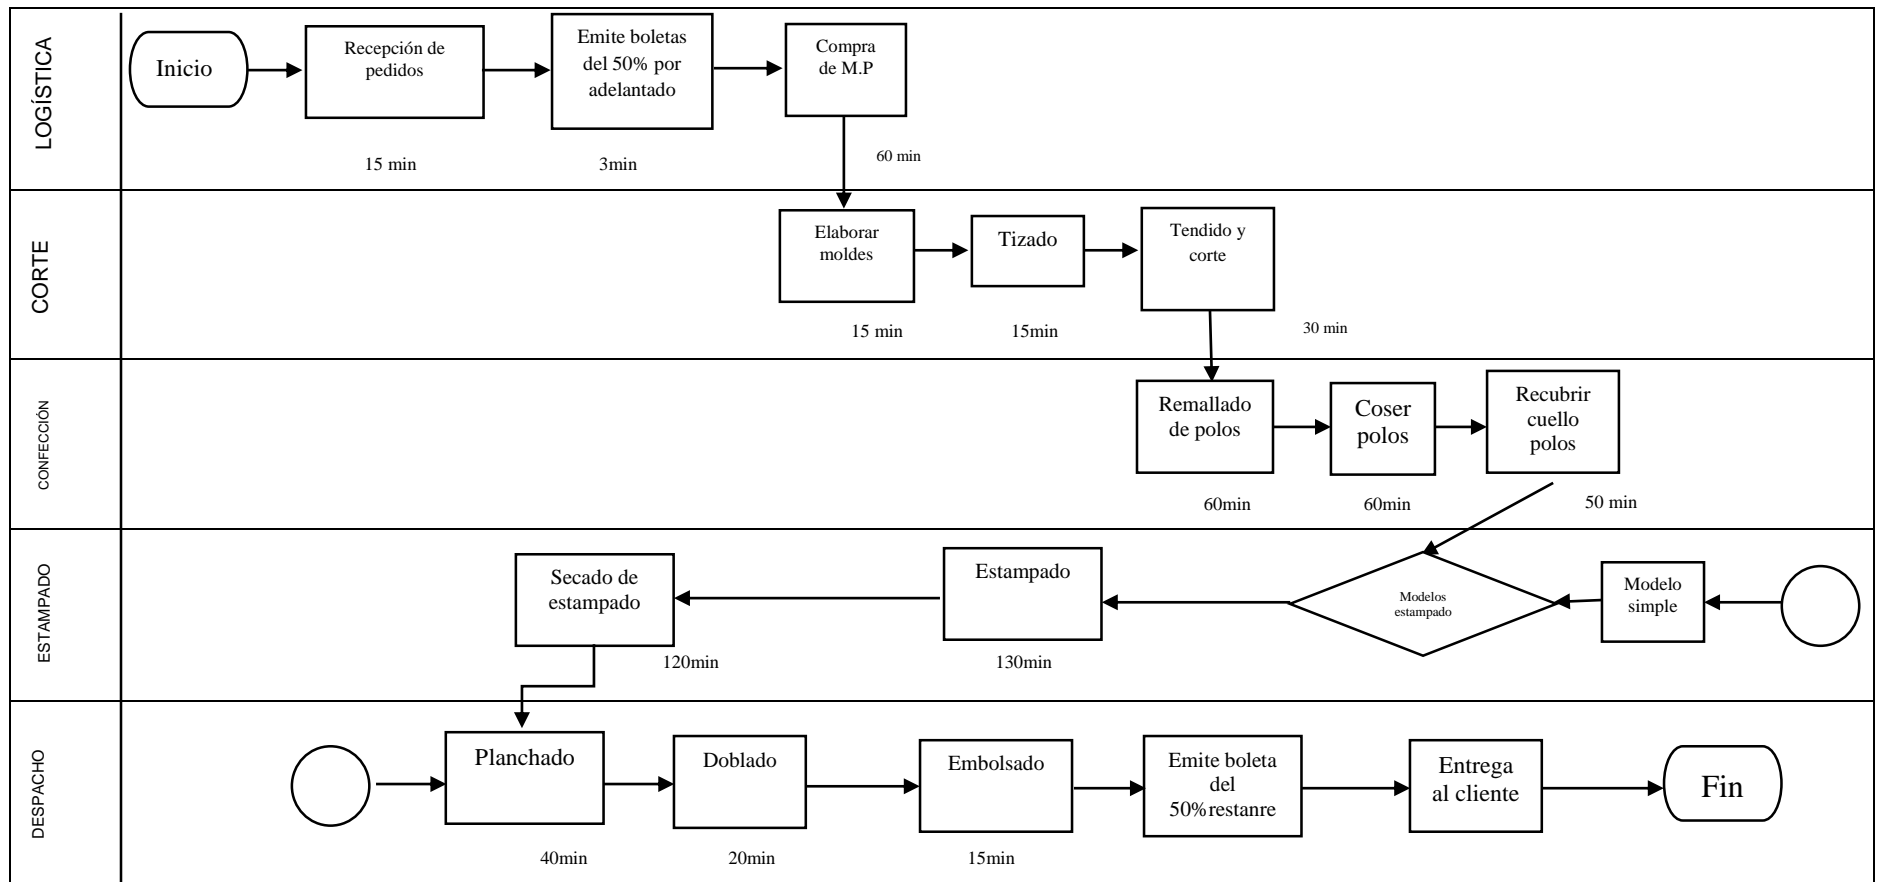 LOGÍSTICA
Inicio
Recepción de
pedidos
Emite boletas
del 50% por
adelantado
Compra
de M.P
15 min
3min
60 min
CORTE
Elaborar
moldes
Tizado
Tendido y
corte
15 min
15min
30 min
CONFECCIÓN
Remallado
de polos
Coser
polos
Recubrir
cuello
polos
60min
60min
50 min
ESTAMPADO
Secado de
estampado
Estampado
Modelos
estampado
Modelo
simple
120min
130min
DESPACHO
Planchado
Doblado
Embolsado
Emite boleta
del
50%restanre
Entrega
al cliente
Fin
40min
20min
15min